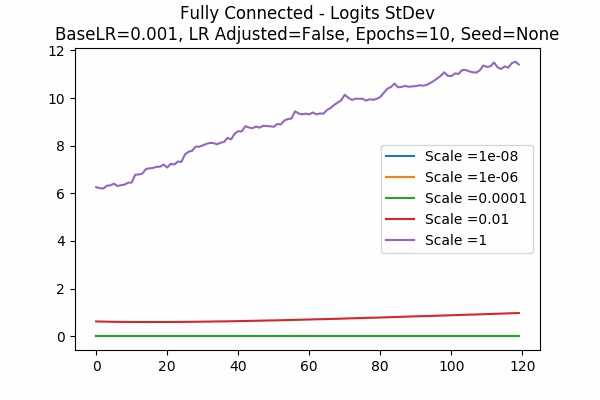 Fully Connected - Logits StDev
BaseLR=0.001, LR Adjusted=False, Epochs=10, Seed=None
12
10
8
6
4
2
0
Scale =1e-08
Scale =1e-06
Scale =0.0001
Scale =0.01
Scale =1
0 20 40 60 80 100 120